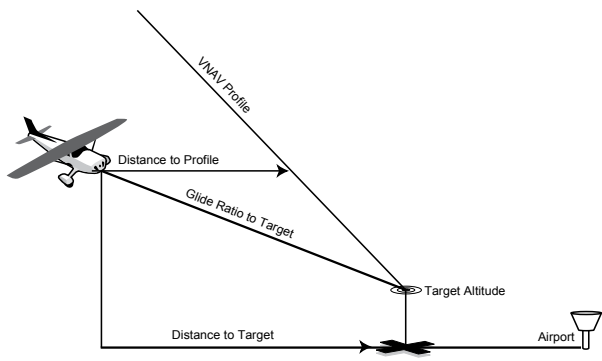 VNAV Profile
Distance to Profile
Glide Ratio to Target
Target Altitude
Distance to Target
Airport